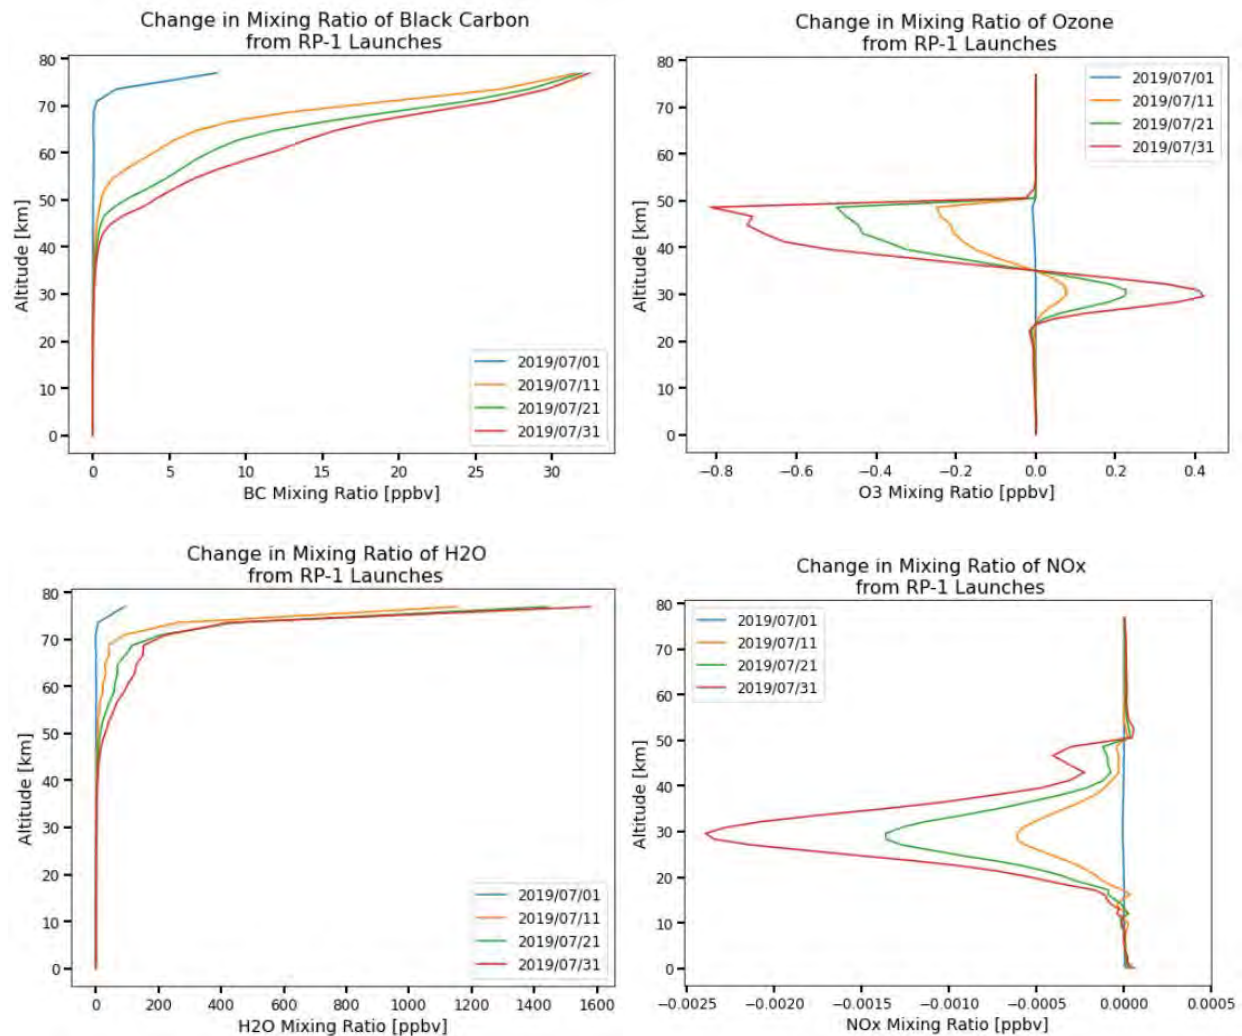 Change in Mixing Ratio of Black Carbon
from RP-1 Launches
80
70
60
50
40
30
20
10
0
Altitude [km]
2019/07/01
2019/07/11
2019/07/21
2019/07/31
0 5 10 15 20 25 30
BC Mixing Ratio [ppbv]
Change in Mixing Ratio of Ozone
from RP-1 Launches
80
70
60
50
40
30
20
10
0
Altitude [km]
2019/07/01
2019/07/11
2019/07/21
2019/07/31
−0.8 −0.6 −0.4 −0.2 0.0 0.2 0.4
O3 Mixing Ratio [ppbv]
Change in Mixing Ratio of H2O
from RP-1 Launches
80
70
60
50
40
30
20
10
0
Altitude [km]
2019/07/01
2019/07/11
2019/07/21
2019/07/31
0 200 400 600 800 1000 1200 1400 1600
H2O Mixing Ratio [ppbv]
Change in Mixing Ratio of NOx
from RP-1 Launches
80
70
60
50
40
30
20
10
0
Altitude [km]
2019/07/01
2019/07/11
2019/07/21
2019/07/31
−0.0025 −0.0020 −0.0015 −0.0010 −0.0005 0.0000 0.0005
NOx Mixing Ratio [ppbv]